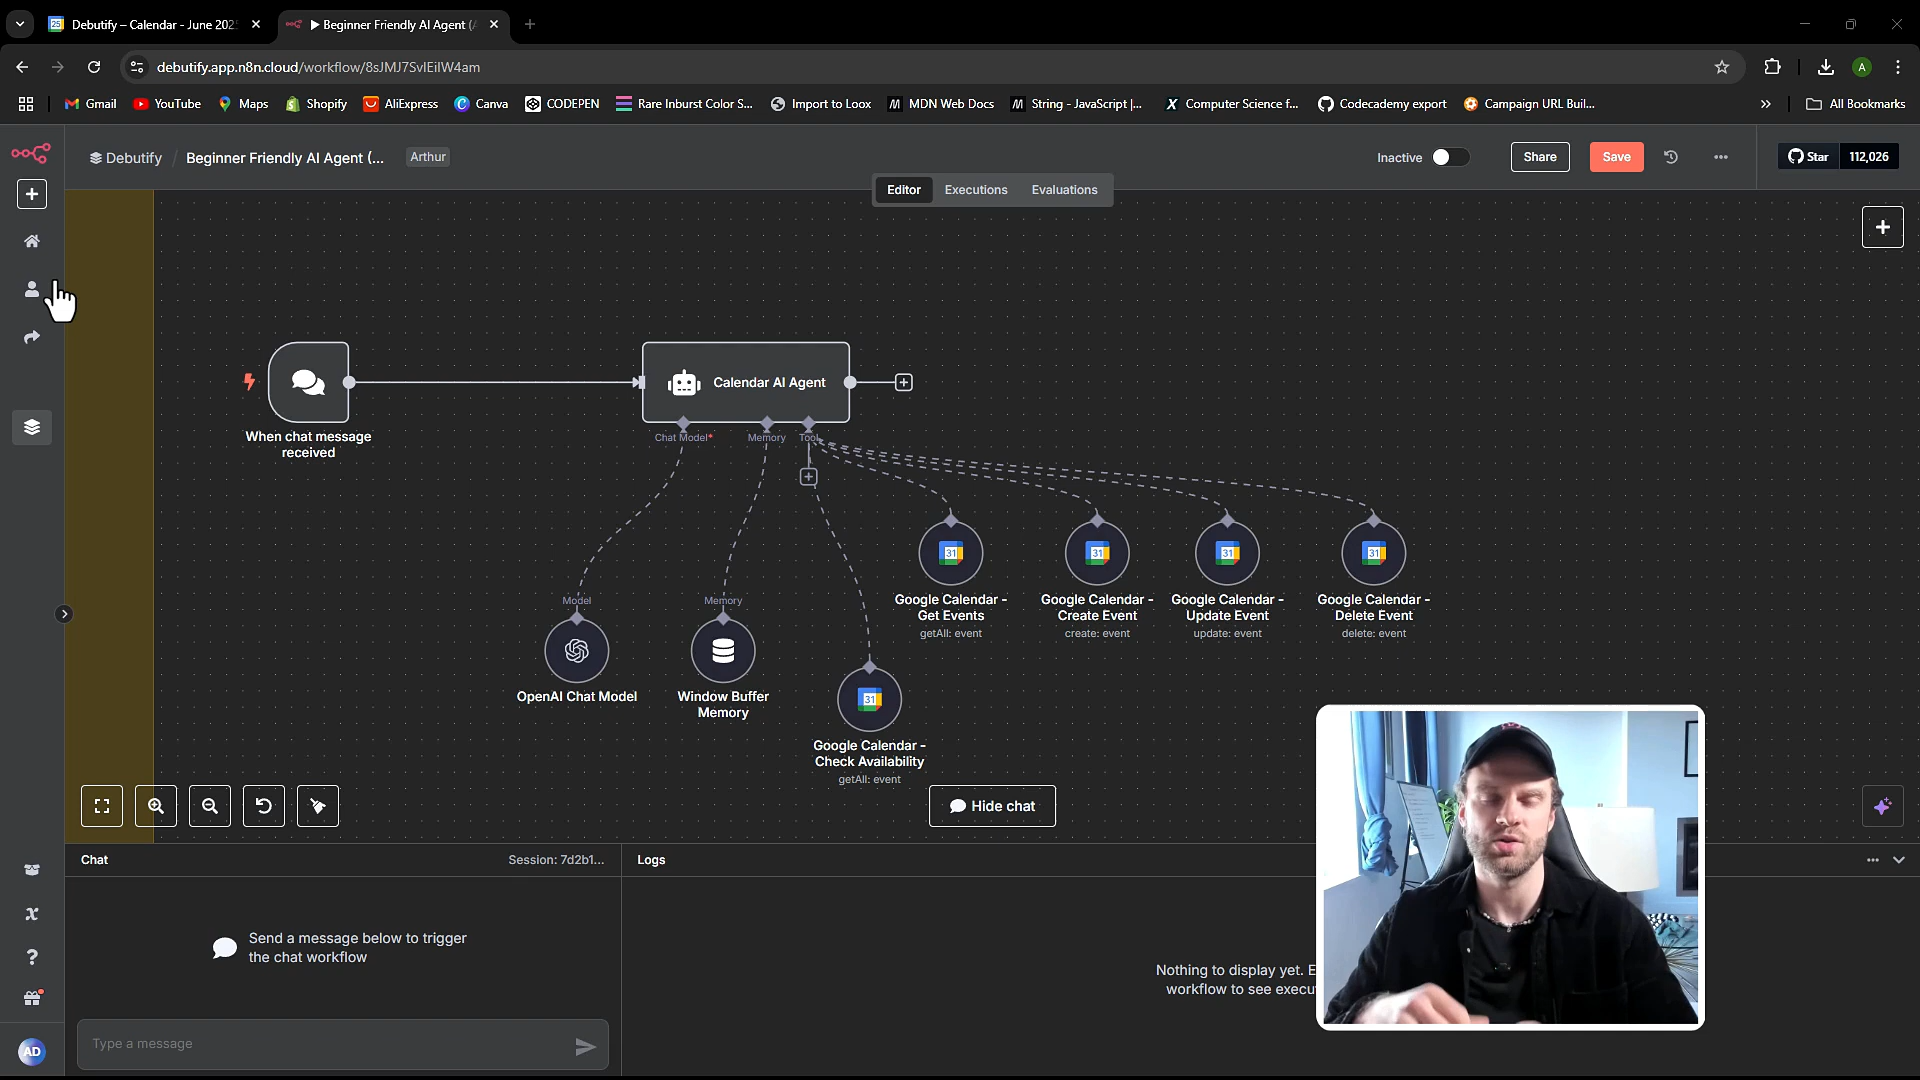 Debutify – Calendar - June 202
▶ Beginner Friendly AI Agent (A
debutify.app.n8n.cloud/workflow/8sJMJ7SvlEiIW4am
A
Gmail
YouTube
Maps
Shopify
AliExpress
Canva
CODEPEN
Rare Inburst Color S...
Import to Loox
MDN Web Docs
String - JavaScript |...
Computer Science f...
Codecademy export
Campaign URL Buil...
»
All Bookmarks
Debutify / Beginner Friendly AI Agent (...
Arthur
Inactive
Share
Save
Star
112,026
Editor
Executions
Evaluations
When chat message
received
Calendar AI Agent
Chat Model*
Memory
Tool
Model
OpenAI Chat Model
Memory
Window Buffer
Memory
31
Google Calendar -
Check Availability
getAll: event
31
Google Calendar -
Get Events
getAll: event
31
Google Calendar -
Create Event
create: event
31
Google Calendar -
Update Event
update: event
31
Google Calendar -
Delete Event
delete: event
Hide chat
Chat
Session: 7d2b1...
Logs
Send a message below to trigger
the chat workflow
Nothing to display yet. E
workflow to see execu
Type a message
AD